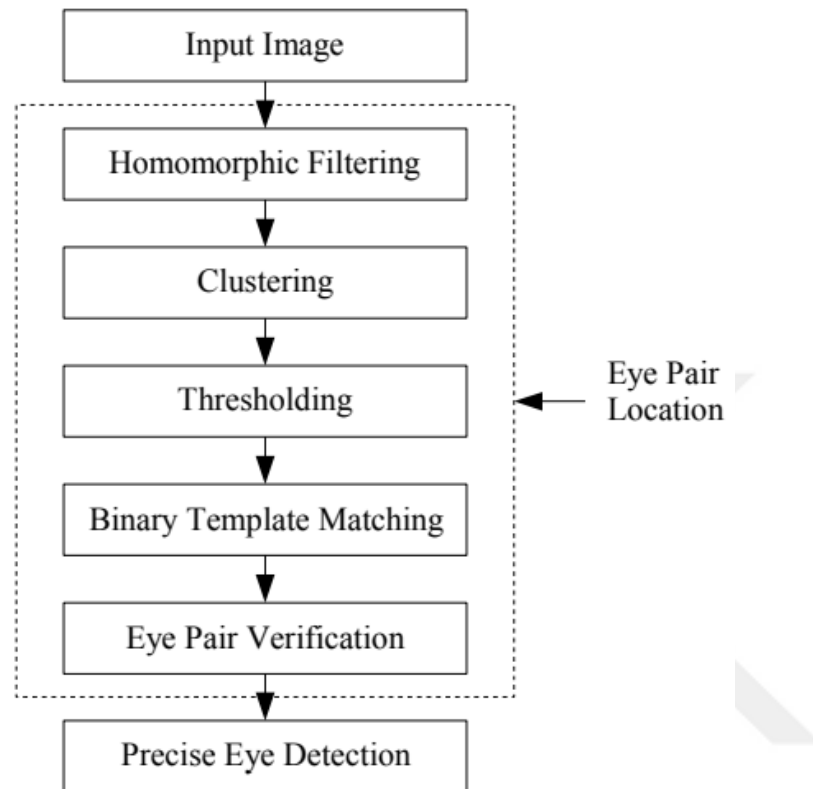 Input Image
Homomorphic Filtering
Clustering
Thresholding
Eye Pair
Location
Binary Template Matching
Eye Pair Verification
Precise Eye Detection